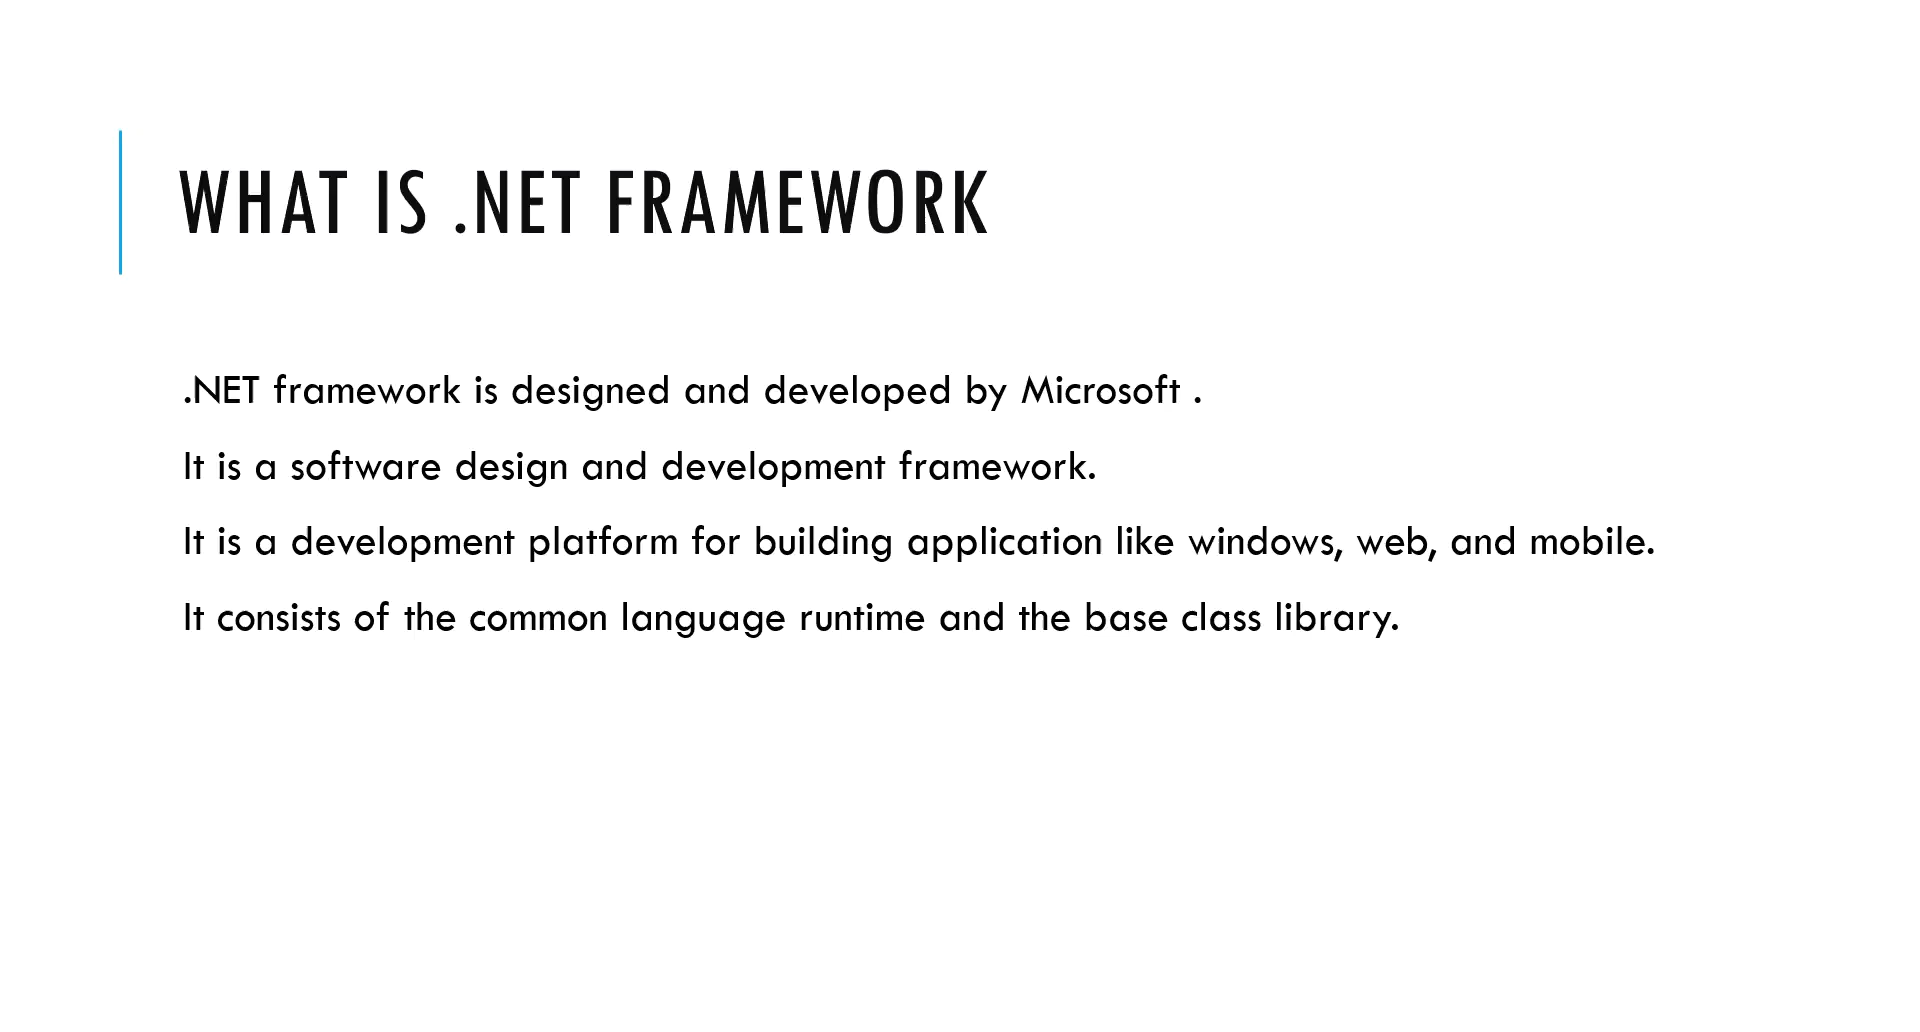 WHAT IS .NET FRAMEWORK
.NET framework is designed and developed by Microsoft .
It is a software design and development framework.
It is a development platform for building application like windows, web, and mobile.
It consists of the common language runtime and the base class library.